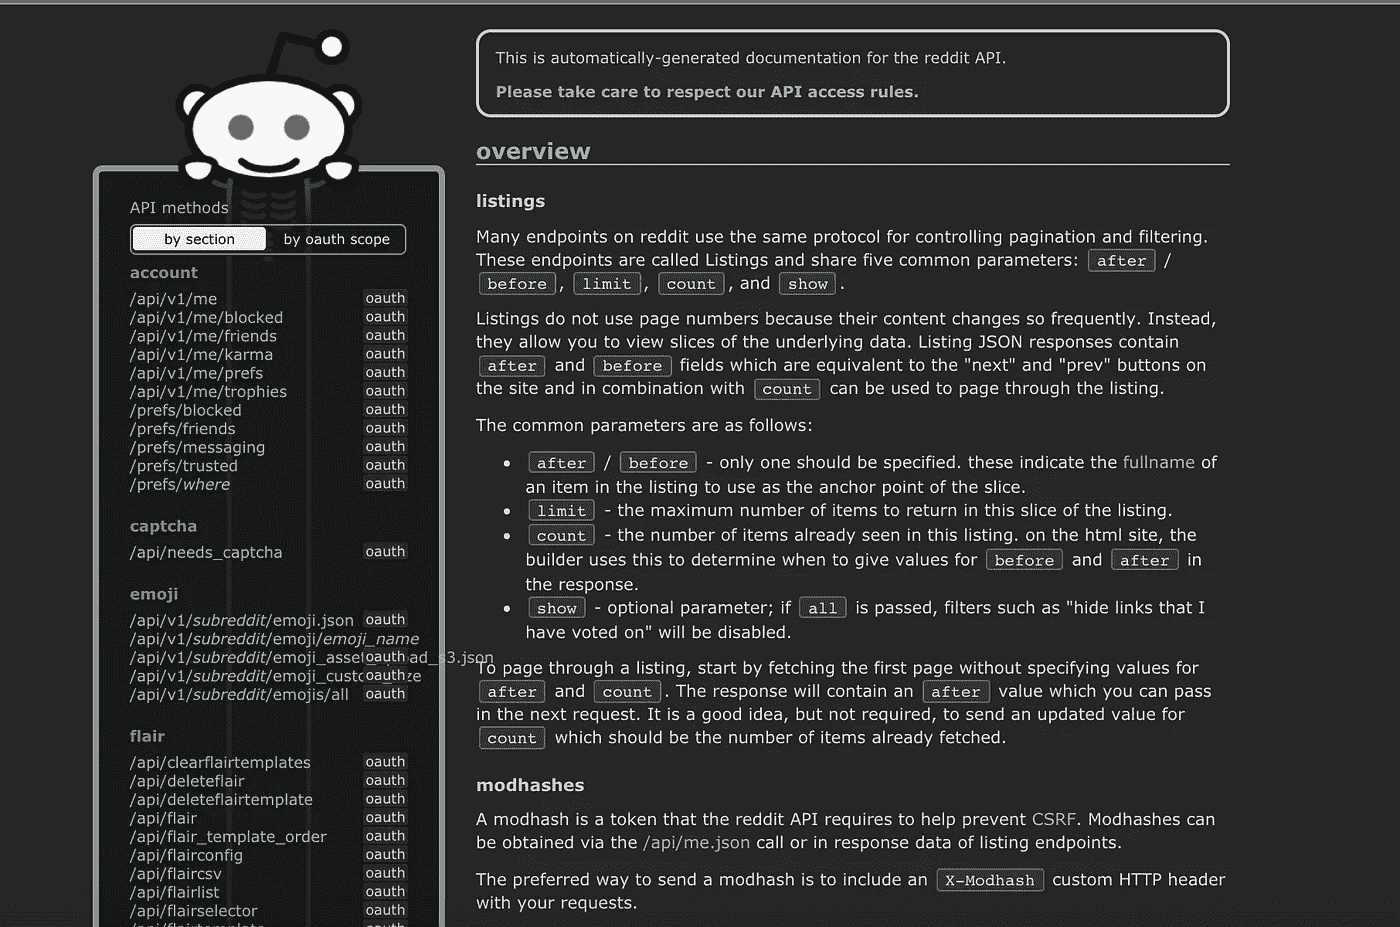 This is automatically-generated documentation for the reddit API.
Please take care to respect our API access rules.
API methods
by section by oauth scope
account
/api/v1/me oauth
/api/v1/me/blocked oauth
/api/v1/me/friends oauth
/api/v1/me/karma oauth
/api/v1/me/prefs oauth
/api/v1/me/trophies oauth
/prefs/blocked oauth
/prefs/friends oauth
/prefs/messaging oauth
/prefs/trusted oauth
/prefs/where oauth
captcha
/api/needs_captcha oauth
emoji
/api/v1/subreddit/emoji.json oauth
/api/v1/subreddit/emoji/emoji_name
oauth
oauth
/api/v1/subreddit/emojis/all oauth
flair
/api/clearflairtemplates oauth
/api/deleteflair oauth
/api/deleteflairtemplate oauth
/api/flair oauth
/api/flair_template_order oauth
/api/flairconfig oauth
/api/flaircsv oauth
/api/flairlist oauth
/api/flairselector oauth
overview
listings
Many endpoints on reddit use the same protocol for controlling pagination and filtering.
These endpoints are called Listings and share five common parameters: after /
before, limit, count, and show.
Listings do not use page numbers because their content changes so frequently. Instead,
they allow you to view slices of the underlying data. Listing JSON responses contain
after and before fields which are equivalent to the "next" and "prev" buttons on
the site and in combination with count can be used to page through the listing.
The common parameters are as follows:
• after / before - only one should be specified. these indicate the fullname of
an item in the listing to use as the anchor point of the slice.
• limit - the maximum number of items to return in this slice of the listing.
• count - the number of items already seen in this listing. on the html site, the
builder uses this to determine when to give values for before and after in
the response.
• show - optional parameter; if all is passed, filters such as "hide links that I
have voted on" will be disabled.
To page through a listing, start by fetching the first page without specifying values for
after and count. The response will contain an after value which you can pass
in the next request. It is a good idea, but not required, to send an updated value for
count which should be the number of items already fetched.
modhashes
A modhash is a token that the reddit API requires to help prevent CSRF. Modhashes can
be obtained via the /api/me.json call or in response data of listing endpoints.
The preferred way to send a modhash is to include an X-Modhash custom HTTP header
with your requests.